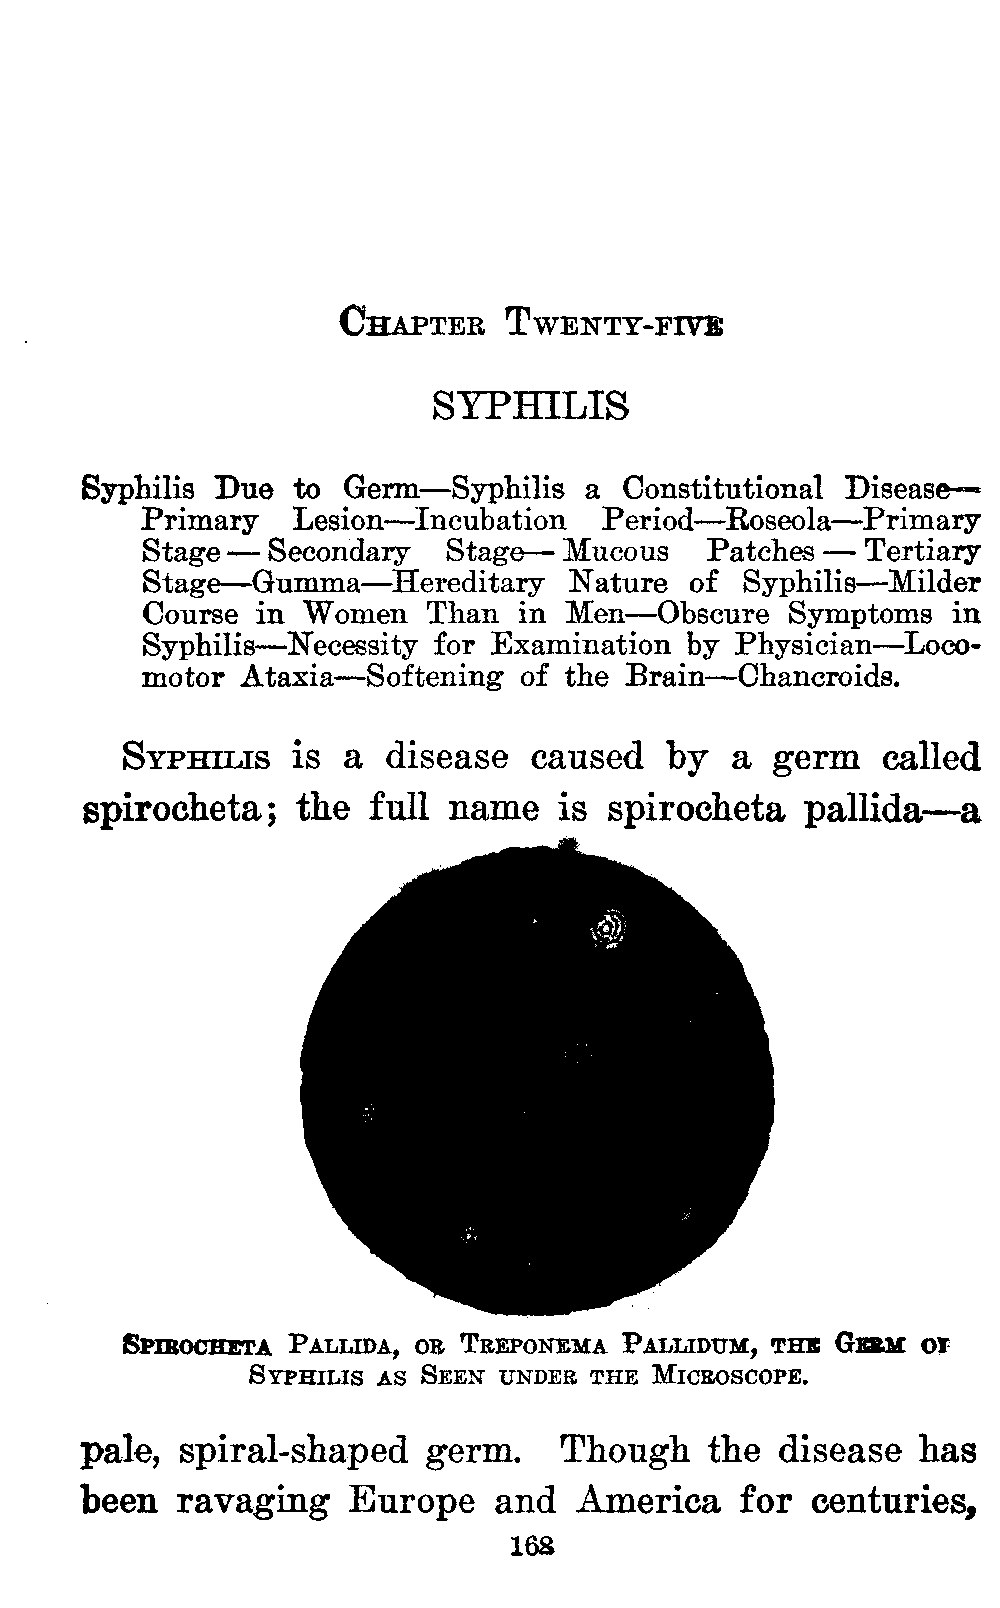 CHAPTER TWENTY-FIVE
SYPHILIS
Syphilis Due to Germ—Syphilis a Constitutional Disease—
Primary Lesion—Incubation Period—Roseola—Primary
Stage — Secondary Stage — Mucous Patches — Tertiary
Stage—Gumma—Hereditary Nature of Syphilis—Milder
Course in Women Than in Men—Obscure Symptoms in
Syphilis—Necessity for Examination by Physician—Loco-
motor Ataxia—Softening of the Brain—Chancroids.
SYPHILIS is a disease caused by a germ called
spirocheta; the full name is spirocheta pallida—a
SPIROCHETA PALLIDA, OR TREPONEMA PALLIDUM, THE GERM OF
SYPHILIS AS SEEN UNDER THE MICROSCOPE.
pale, spiral-shaped germ. Though the disease has
been ravaging Europe and America for centuries,
168